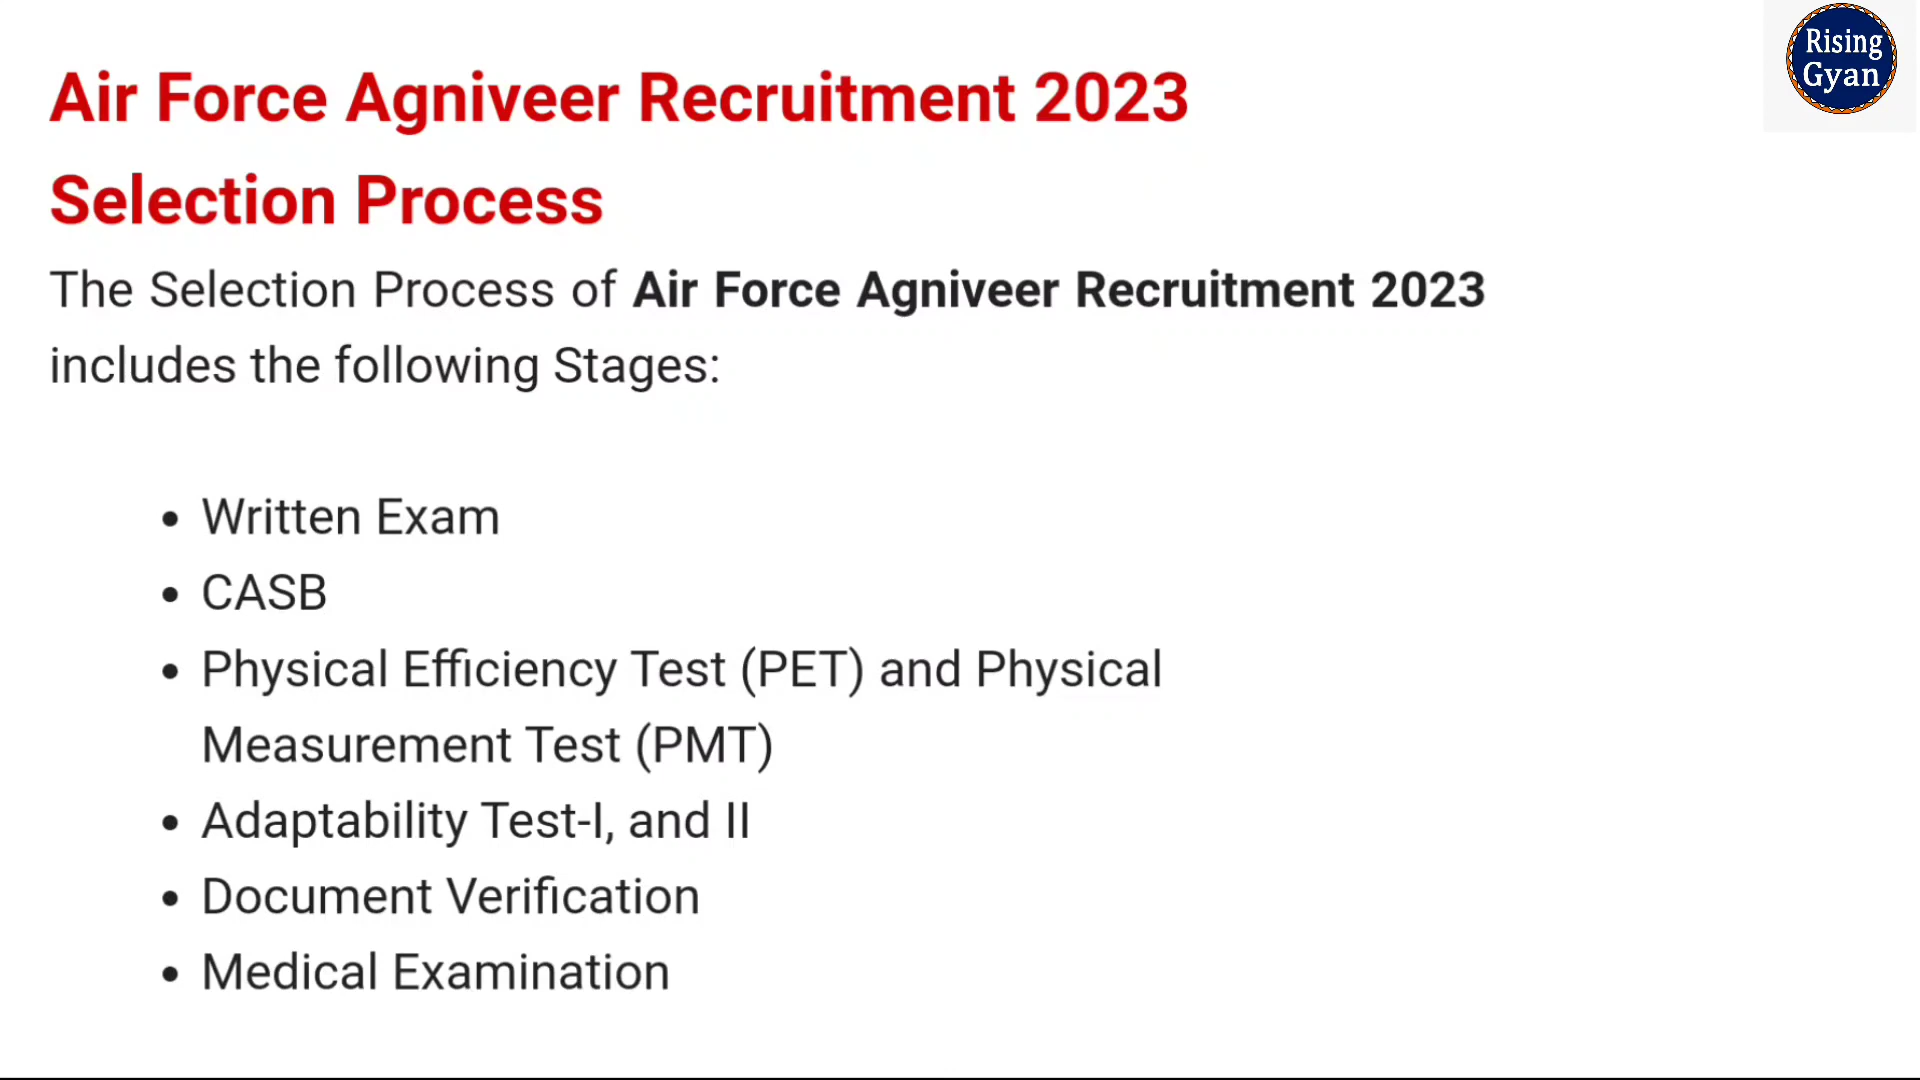 Rising
Gyan
Air Force Agniveer Recruitment 2023
Selection Process
The Selection Process of Air Force Agniveer Recruitment 2023
includes the following Stages:
• Written Exam
• CASB
• Physical Efficiency Test (PET) and Physical
Measurement Test (PMT)
• Adaptability Test-I, and II
• Document Verification
• Medical Examination